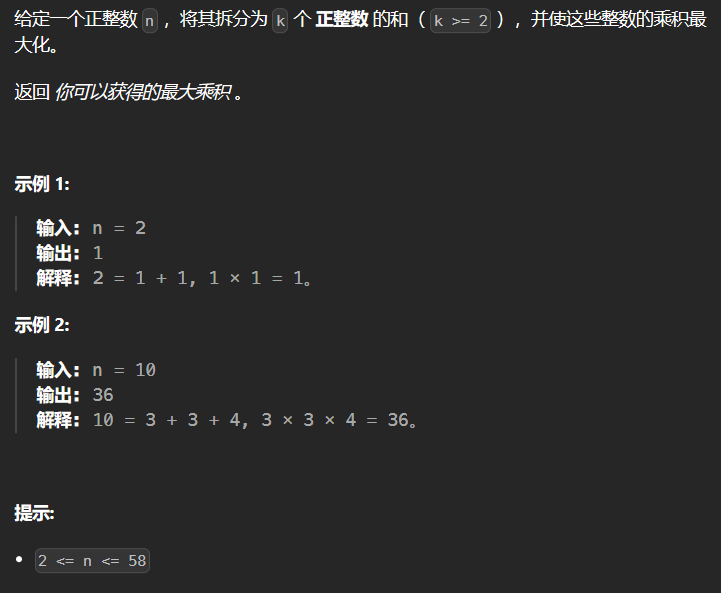 给定一个正整数 n ，将其拆分为 k 个 正整数 的和（ k >= 2 ），并使这些整数的乘积最
大化。
返回 你可以获得的最大乘积 。
示例 1:
输入: n = 2
输出: 1
解释: 2 = 1 + 1, 1 × 1 = 1。
示例 2:
输入: n = 10
输出: 36
解释: 10 = 3 + 3 + 4, 3 × 3 × 4 = 36。
提示:
• 2 <= n <= 58